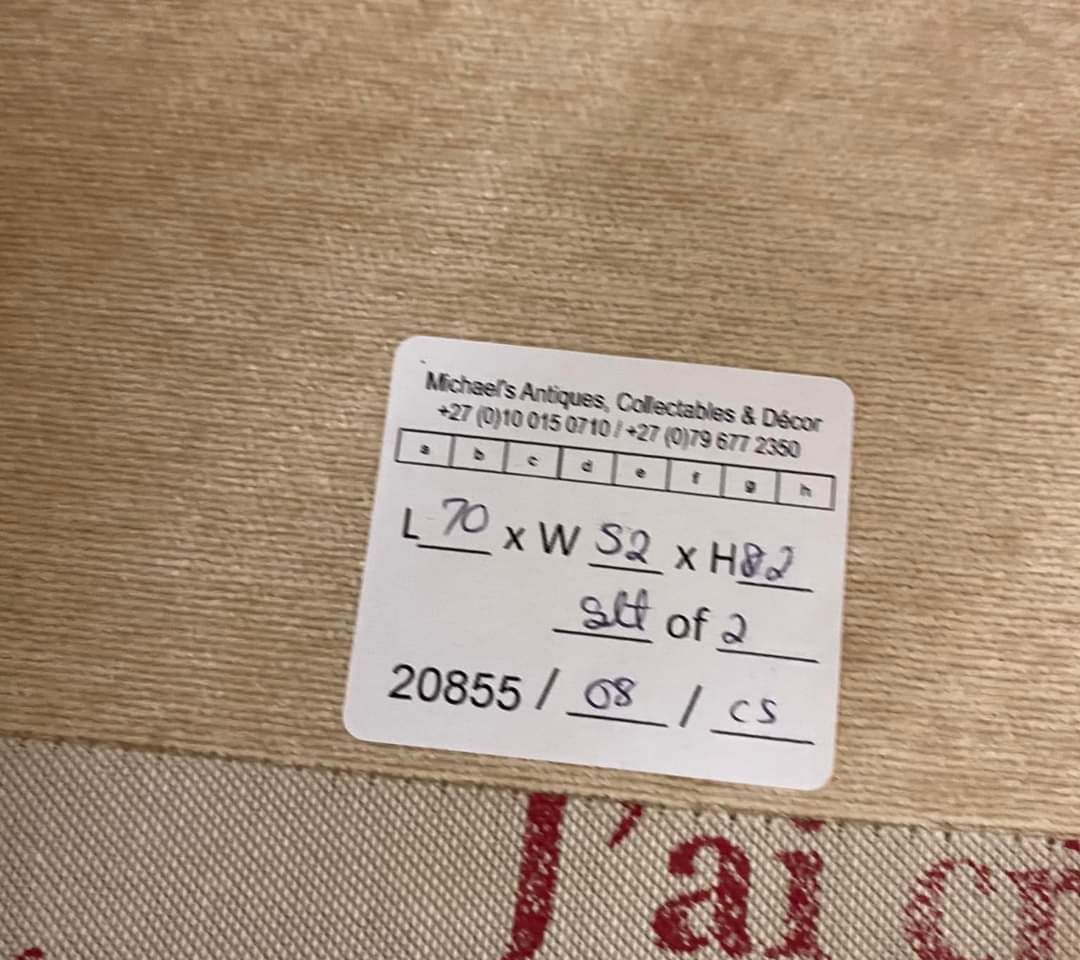 Michael's Antiques, Collectables & Décor
+27 (0)10 015 0710 / +27 (0)79 677 2350
a b c d e f g h
L 70 x W 52 x H 82
set of 2
20855 / 08 / CS
J'ai cr